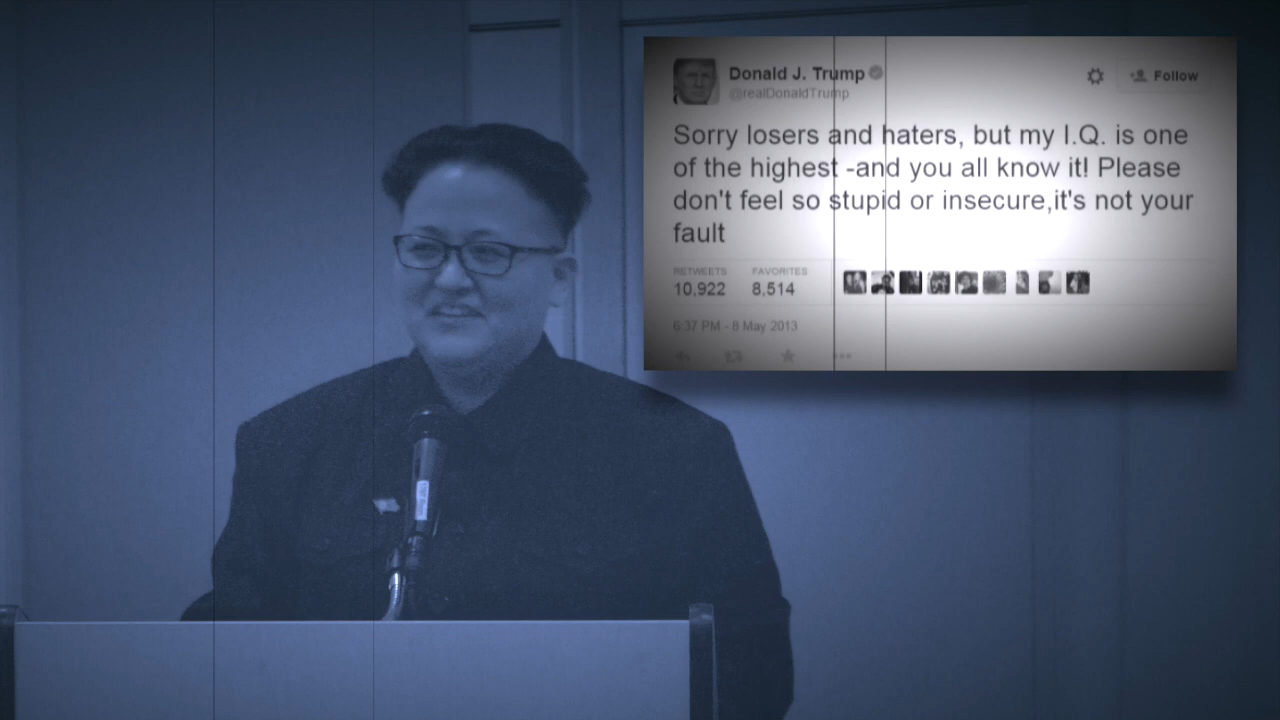 Donald J. Trump
@realDonaldTrump
Follow
Sorry losers and haters, but my I.Q. is one
of the highest -and you all know it! Please
don't feel so stupid or insecure,it's not your
fault
RETWEETS FAVORITES
10,922 8,514
6:37 PM - 8 May 2013